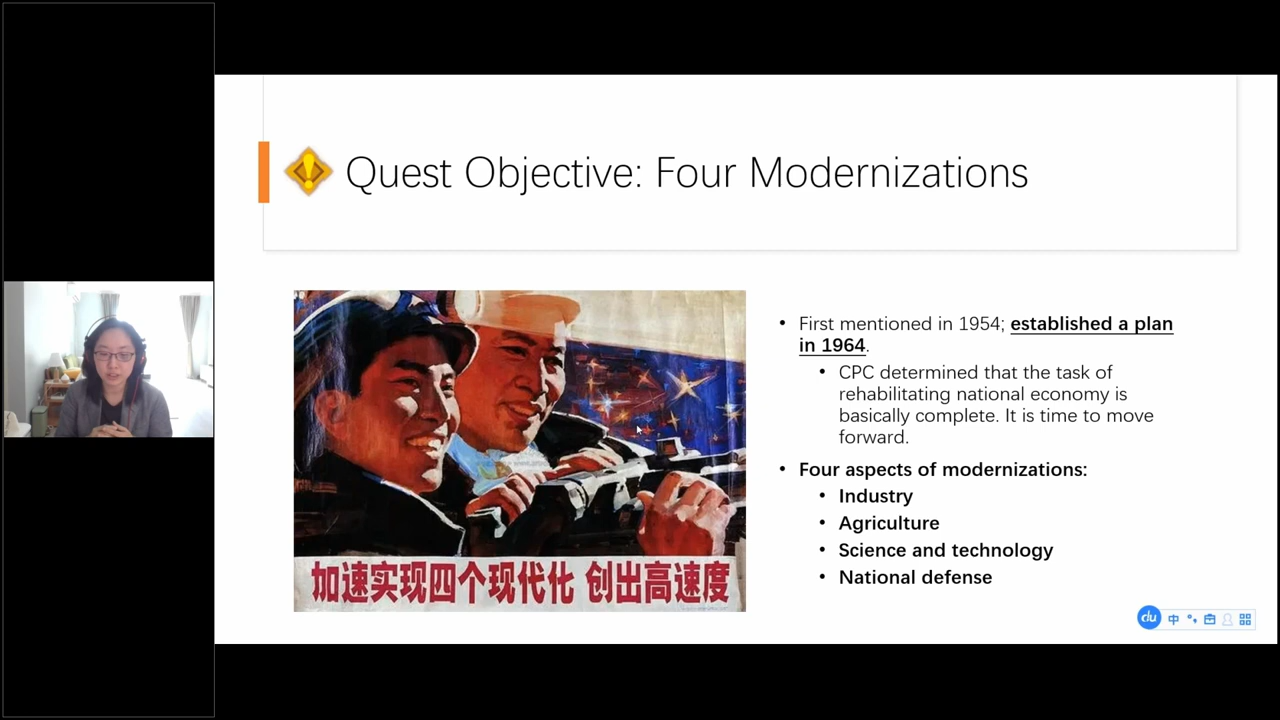 Quest Objective: Four Modernizations
加速实现四个现代化 创出高速度
• First mentioned in 1954; established a plan
in 1964.
• CPC determined that the task of
rehabilitating national economy is
basically complete. It is time to move
forward.
• Four aspects of modernizations:
• Industry
• Agriculture
• Science and technology
• National defense
du 中 °,